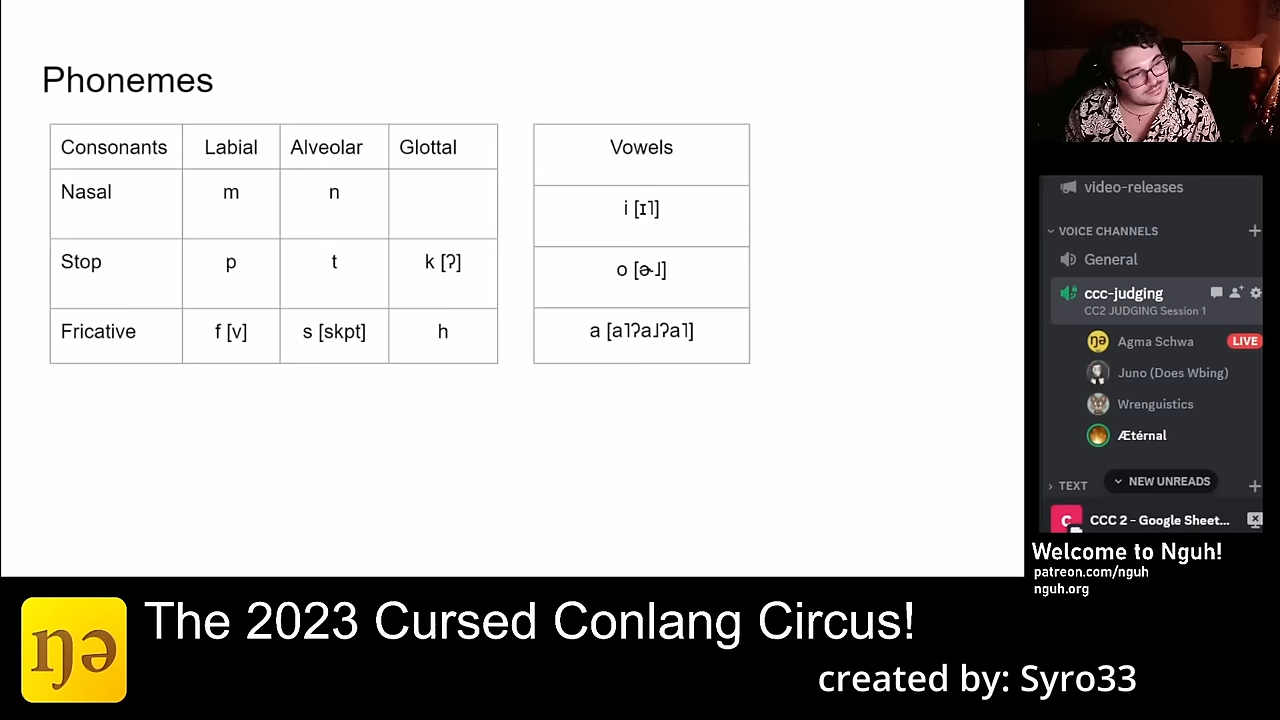 Phonemes
Consonants Labial Alveolar Glottal
Nasal m n
Stop p t k [ʔ]
Fricative f [v] s [skpt] h
Vowels
i [ɪ˥]
o [ɚ˩]
a [a˥ʔa˩ʔa˥]
video-releases
VOICE CHANNELS
General
ccc-judging
CC2 JUDGING Session 1
ŋə Agma Schwa LIVE
Juno (Does Wbing)
Wrenguistics
Ætérnal
TEXT NEW UNREADS
C CCC 2 - Google Sheet...
Welcome to Nguh!
patreon.com/nguh
nguh.org
ŋə
The 2023 Cursed Conlang Circus!
created by: Syro33